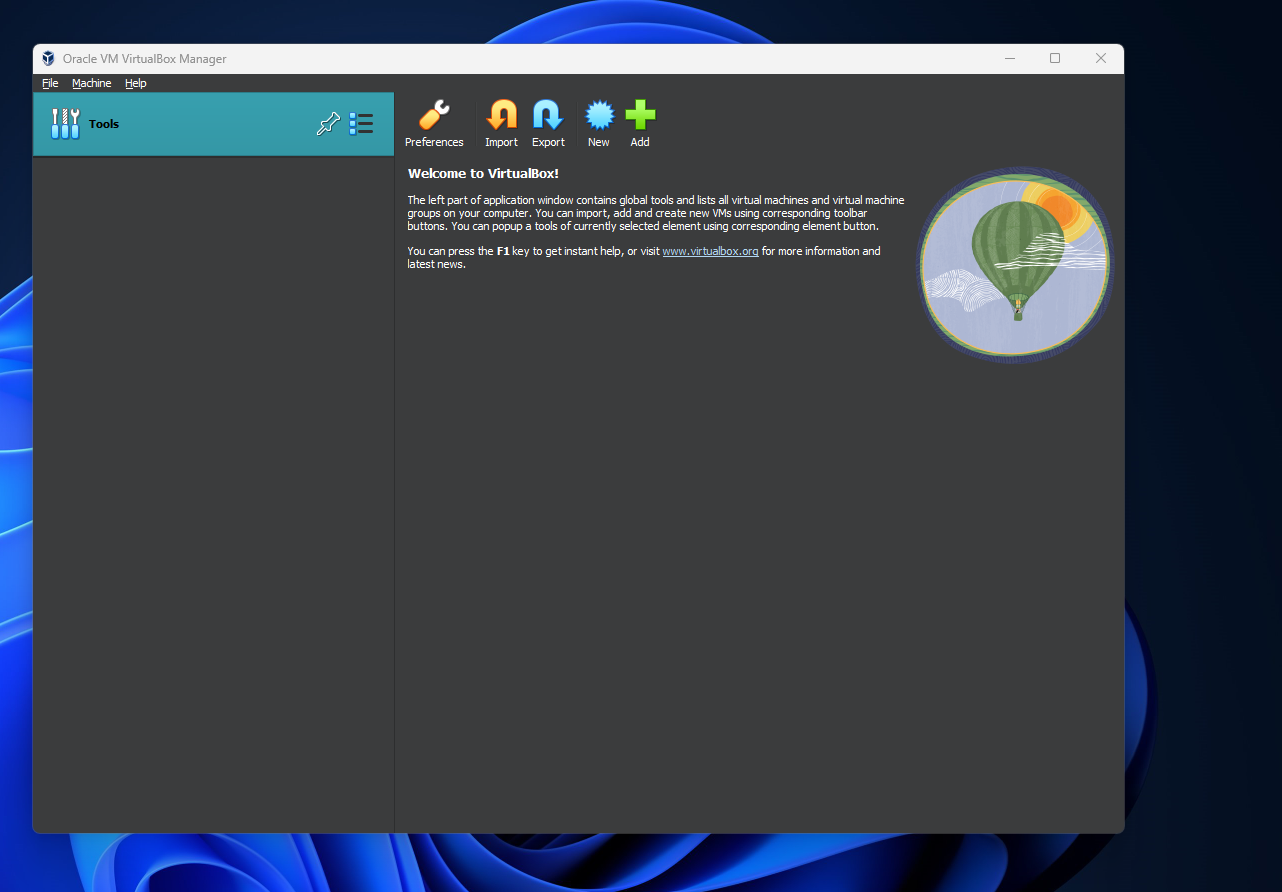 Oracle VM VirtualBox Manager
File Machine Help
Tools
Preferences Import Export New Add
Welcome to VirtualBox!
The left part of application window contains global tools and lists all virtual machines and virtual machine
groups on your computer. You can import, add and create new VMs using corresponding toolbar
buttons. You can popup a tools of currently selected element using corresponding element button.
You can press the F1 key to get instant help, or visit www.virtualbox.org for more information and
latest news.